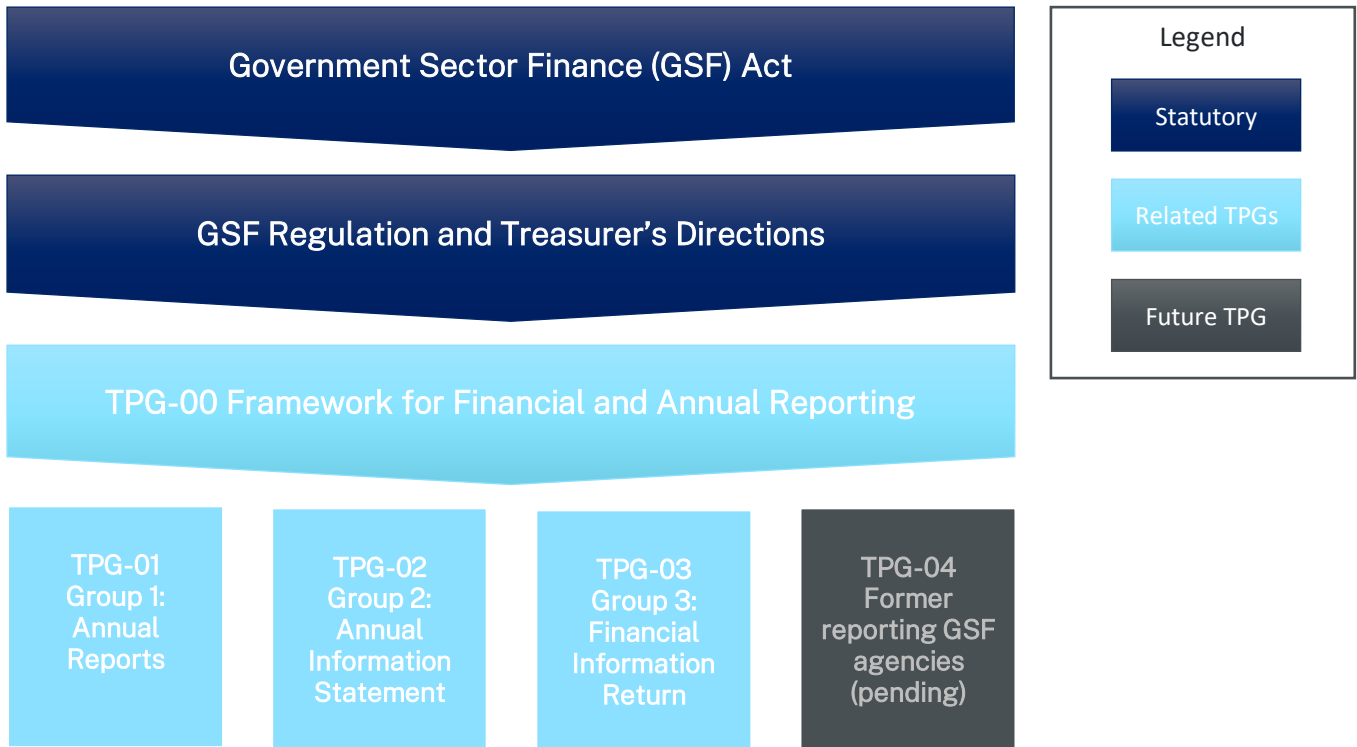 Government Sector Finance (GSF) Act
Legend
Statutory
Related TPGs
Future TPG
GSF Regulation and Treasurer’s Directions
TPG-00 Framework for Financial and Annual Reporting
TPG-01
Group 1:
Annual
Reports
TPG-02
Group 2:
Annual
Information
Statement
TPG-03
Group 3:
Financial
Information
Return
TPG-04
Former
reporting GSF
agencies
(pending)